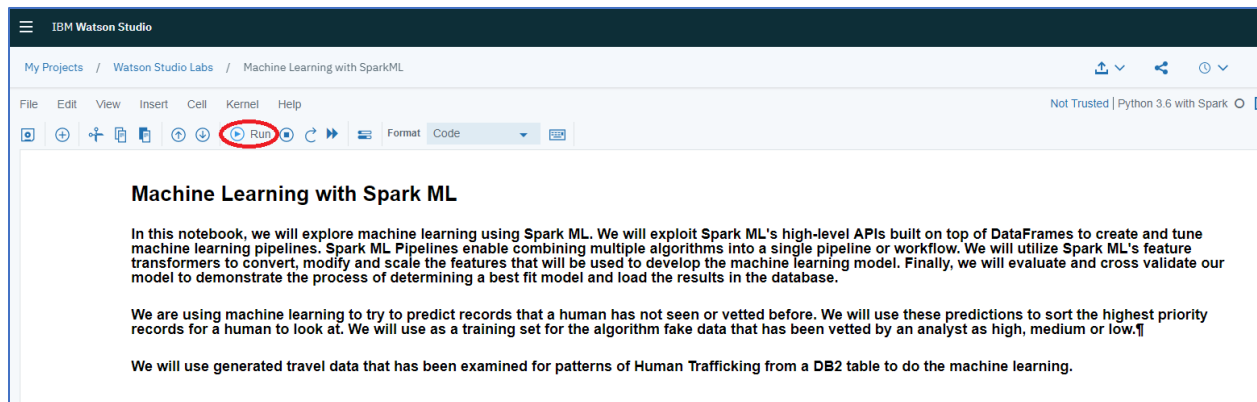 IBM Watson Studio
My Projects / Watson Studio Labs / Machine Learning with SparkML
File Edit View Insert Cell Kernel Help
Not Trusted | Python 3.6 with Spark
Run Format Code
Machine Learning with Spark ML
In this notebook, we will explore machine learning using Spark ML. We will exploit Spark ML's high-level APIs built on top of DataFrames to create and tune
machine learning pipelines. Spark ML Pipelines enable combining multiple algorithms into a single pipeline or workflow. We will utilize Spark ML's feature
transformers to convert, modify and scale the features that will be used to develop the machine learning model. Finally, we will evaluate and cross validate our
model to demonstrate the process of determining a best fit model and load the results in the database.
We are using machine learning to try to predict records that a human has not seen or vetted before. We will use these predictions to sort the highest priority
records for a human to look at. We will use as a training set for the algorithm fake data that has been vetted by an analyst as high, medium or low.¶
We will use generated travel data that has been examined for patterns of Human Trafficking from a DB2 table to do the machine learning.